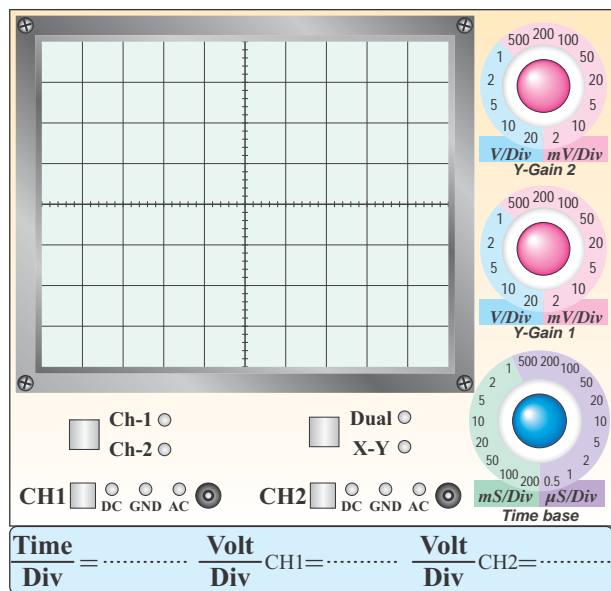 500 200 100
1 50
2 20
5 10
10 20 2
V/Div mV/Div
Y-Gain 2
500 200 100
1 50
2 20
5 10
10 20 2
V/Div mV/Div
Y-Gain 1
1 500 200 100
2 50
5 20
10 10
20 5
50 2
100 200 0.5 1
mS/Div µS/Div
Time base
Ch-1
Ch-2
Dual
X-Y
CH1 DC GND AC
CH2 DC GND AC
Time/Div = ............ Volt/Div CH1=............ Volt/Div CH2=............